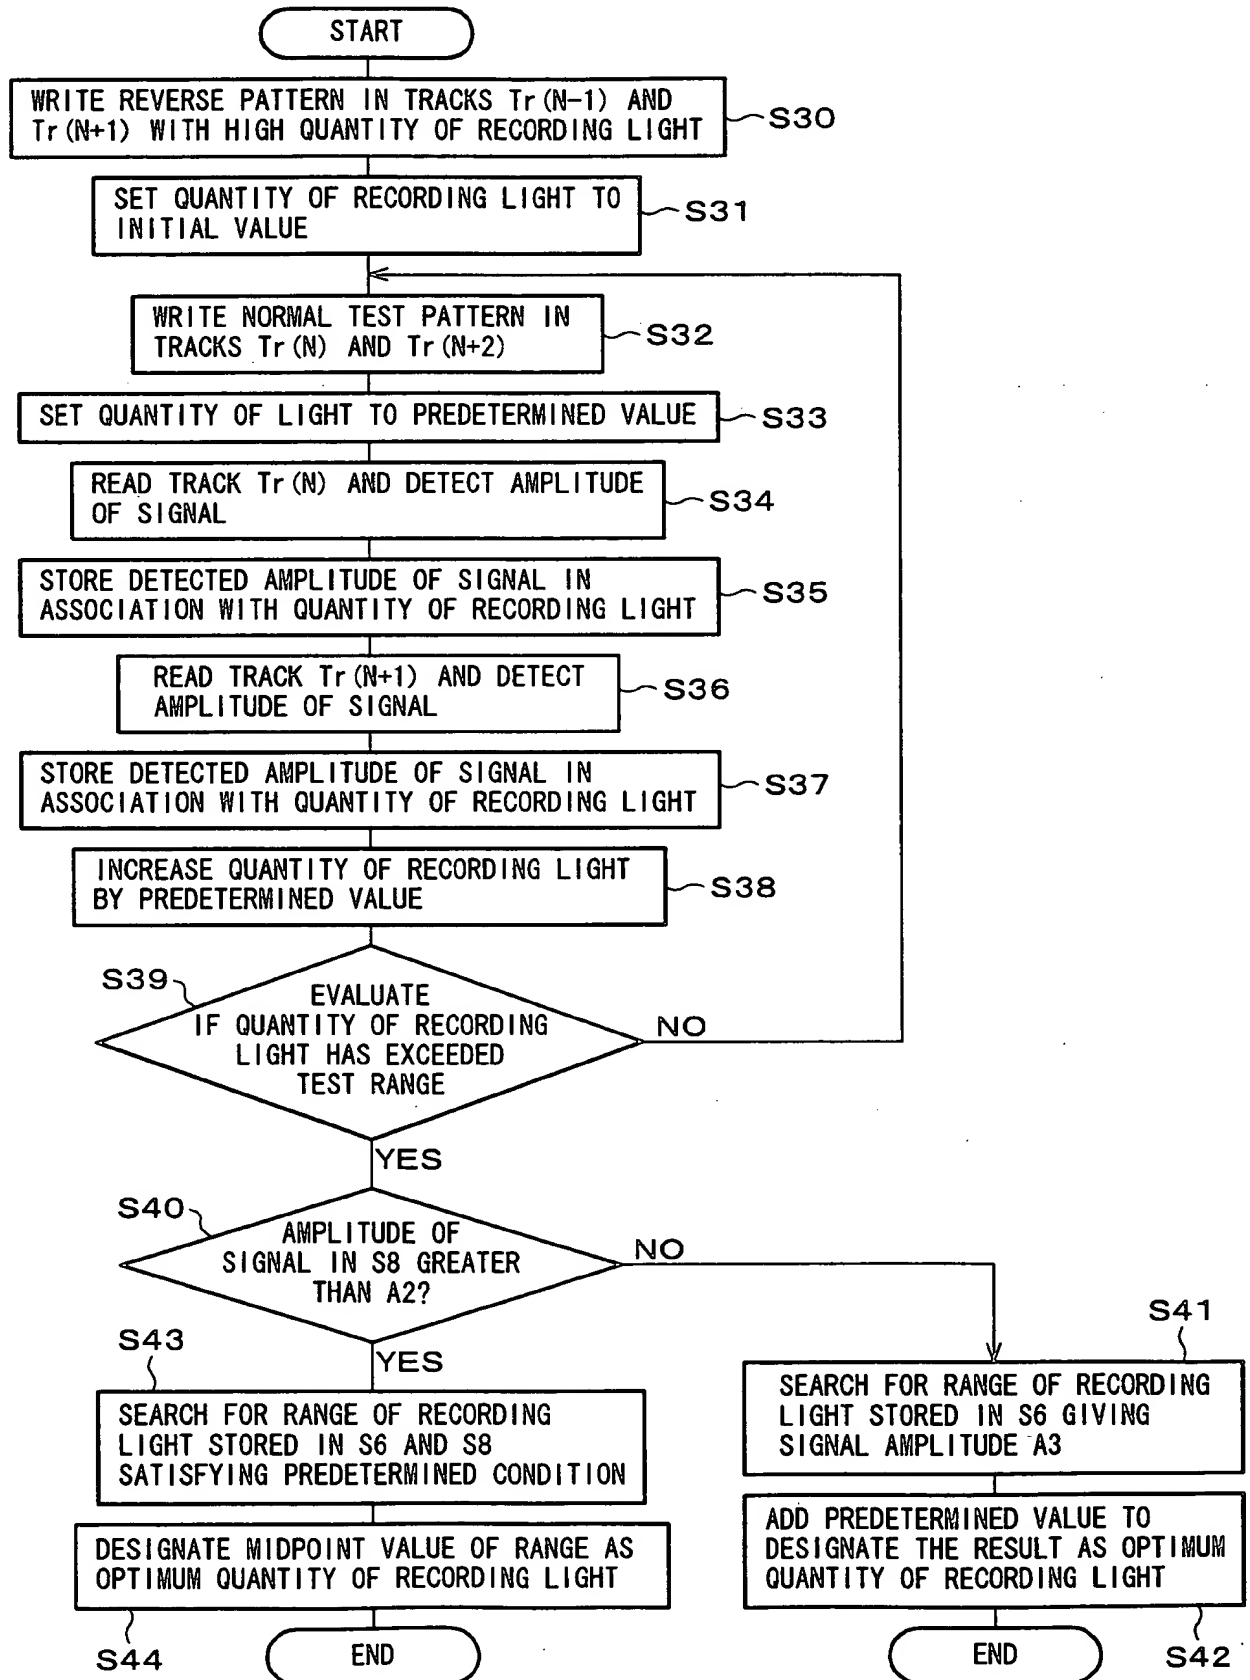 START
WRITE REVERSE PATTERN IN TRACKS Tr(N-1) AND
Tr(N+1) WITH HIGH QUANTITY OF RECORDING LIGHT
S30
SET QUANTITY OF RECORDING LIGHT TO
INITIAL VALUE
S31
WRITE NORMAL TEST PATTERN IN
TRACKS Tr(N) AND Tr(N+2)
S32
SET QUANTITY OF LIGHT TO PREDETERMINED VALUE
S33
READ TRACK Tr(N) AND DETECT AMPLITUDE
OF SIGNAL
S34
STORE DETECTED AMPLITUDE OF SIGNAL IN
ASSOCIATION WITH QUANTITY OF RECORDING LIGHT
S35
READ TRACK Tr(N+1) AND DETECT
AMPLITUDE OF SIGNAL
S36
STORE DETECTED AMPLITUDE OF SIGNAL IN
ASSOCIATION WITH QUANTITY OF RECORDING LIGHT
S37
INCREASE QUANTITY OF RECORDING LIGHT
BY PREDETERMINED VALUE
S38
S39
EVALUATE
IF QUANTITY OF RECORDING
LIGHT HAS EXCEEDED
TEST RANGE
NO
YES
S40
AMPLITUDE OF
SIGNAL IN S8 GREATER
THAN A2?
NO
YES
S43
SEARCH FOR RANGE OF RECORDING
LIGHT STORED IN S6 AND S8
SATISFYING PREDETERMINED CONDITION
DESIGNATE MIDPOINT VALUE OF RANGE AS
OPTIMUM QUANTITY OF RECORDING LIGHT
S44
END
S41
SEARCH FOR RANGE OF RECORDING
LIGHT STORED IN S6 GIVING
SIGNAL AMPLITUDE A3
ADD PREDETERMINED VALUE TO
DESIGNATE THE RESULT AS OPTIMUM
QUANTITY OF RECORDING LIGHT
S42
END